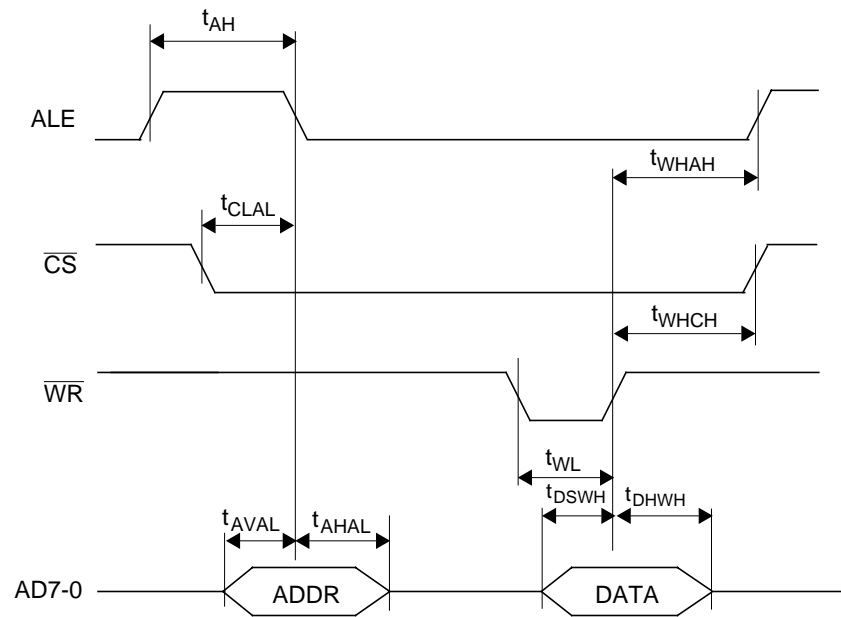 tAH
ALE
tWHAH
tCLAL
CS
tWHCH
WR
tWL
tDSWH tDHWH
tAVAL tAHAL
AD7-0 ADDR DATA